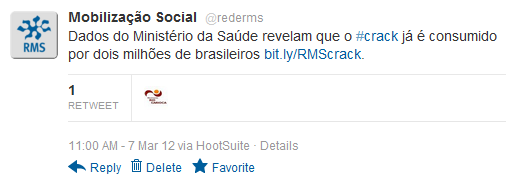 Mobilização Social @rederms
RMS
Dados do Ministério da Saúde revelam que o #crack já é consumido
por dois milhões de brasileiros bit.ly/RMScrack.
1
RETWEET
11:00 AM - 7 Mar 12 via HootSuite · Details
Reply Delete Favorite